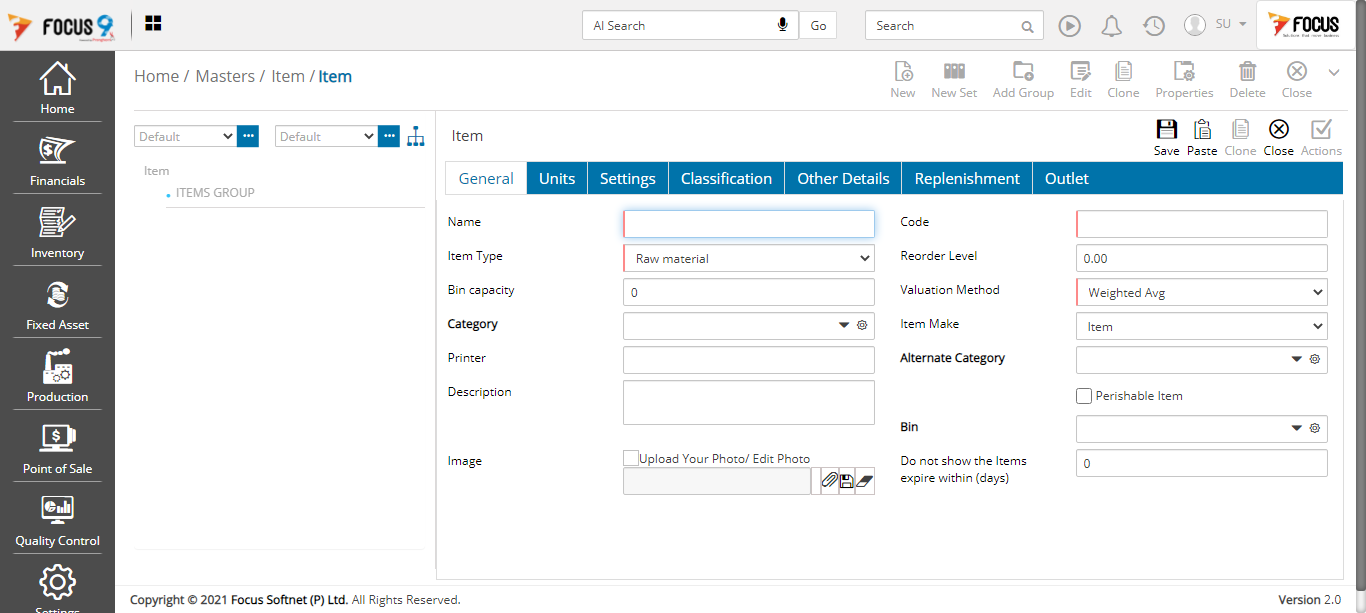 FOCUS 9
AI Search
Go
Search
SU
FOCUS
Home
Financials
Inventory
Fixed Asset
Production
Point of Sale
Quality Control
Settings
Home / Masters / Item / Item
New
New Set
Add Group
Edit
Clone
Properties
Delete
Close
Default
Default
Item
ITEMS GROUP
Item
Save
Paste
Clone
Close
Actions
General
Units
Settings
Classification
Other Details
Replenishment
Outlet
Name
Code
Item Type
Raw material
Reorder Level
0.00
Bin capacity
0
Valuation Method
Weighted Avg
Category
Item Make
Item
Printer
Alternate Category
Description
Perishable Item
Bin
Image
Upload Your Photo/ Edit Photo
Do not show the Items
expire within (days)
0
Copyright © 2021 Focus Softnet (P) Ltd. All Rights Reserved.
Version 2.0